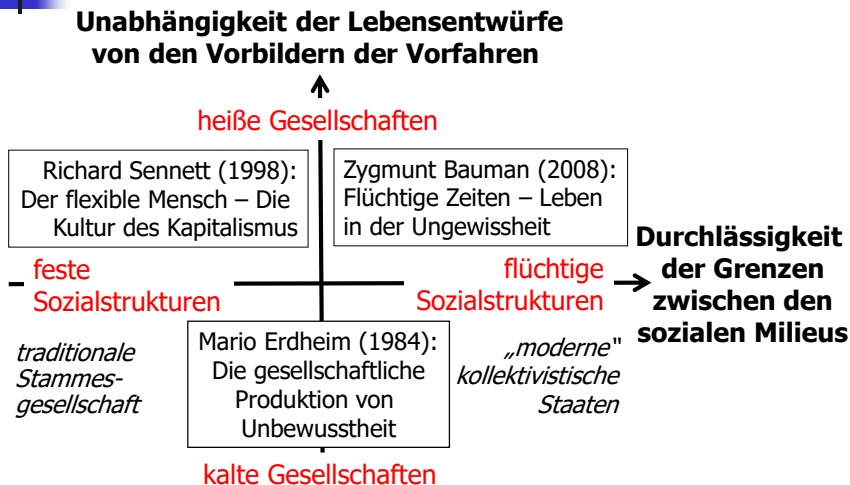 Unabhängigkeit der Lebensentwürfe
von den Vorbildern der Vorfahren
heiße Gesellschaften
Richard Sennett (1998):
Der flexible Mensch – Die
Kultur des Kapitalismus
Zygmunt Bauman (2008):
Flüchtige Zeiten – Leben
in der Ungewissheit
Durchlässigkeit
der Grenzen
zwischen den
sozialen Milieus
feste
Sozialstrukturen
flüchtige
Sozialstrukturen
traditionale
Stammes-
gesellschaft
Mario Erdheim (1984):
Die gesellschaftliche
Produktion von
Unbewusstheit
„moderne“
kollektivistische
Staaten
kalte Gesellschaften